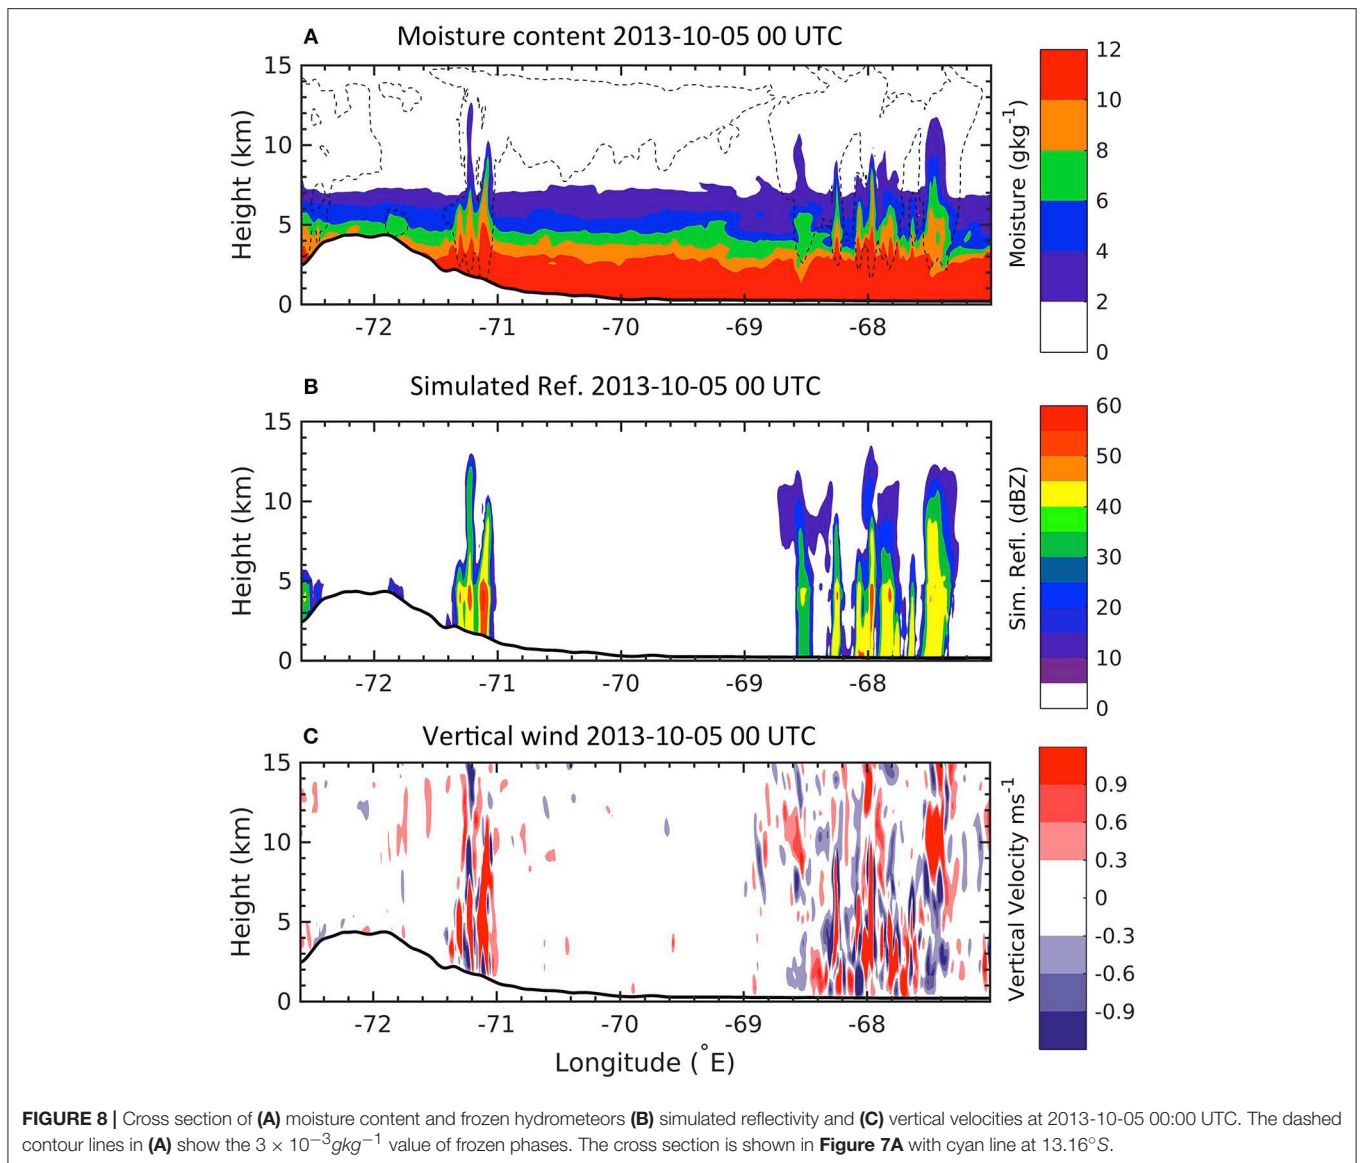 A Moisture content 2013-10-05 00 UTC
15
10
5
0
Height (km)
-72 -71 -70 -69 -68
12
10
8
6
4
2
0
Moisture (gkg-1)
B Simulated Ref. 2013-10-05 00 UTC
15
10
5
0
Height (km)
-72 -71 -70 -69 -68
60
50
40
30
20
10
0
Sim. Refl. (dBZ)
C Vertical wind 2013-10-05 00 UTC
15
10
5
0
Height (km)
-72 -71 -70 -69 -68
Longitude (°E)
0.9
0.6
0.3
0
-0.3
-0.6
-0.9
Vertical Velocity ms-1
FIGURE 8 | Cross section of (A) moisture content and frozen hydrometeors (B) simulated reflectivity and (C) vertical velocities at 2013-10-05 00:00 UTC. The dashed
contour lines in (A) show the 3 × 10−3gkg−1 value of frozen phases. The cross section is shown in Figure 7A with cyan line at 13.16°S.